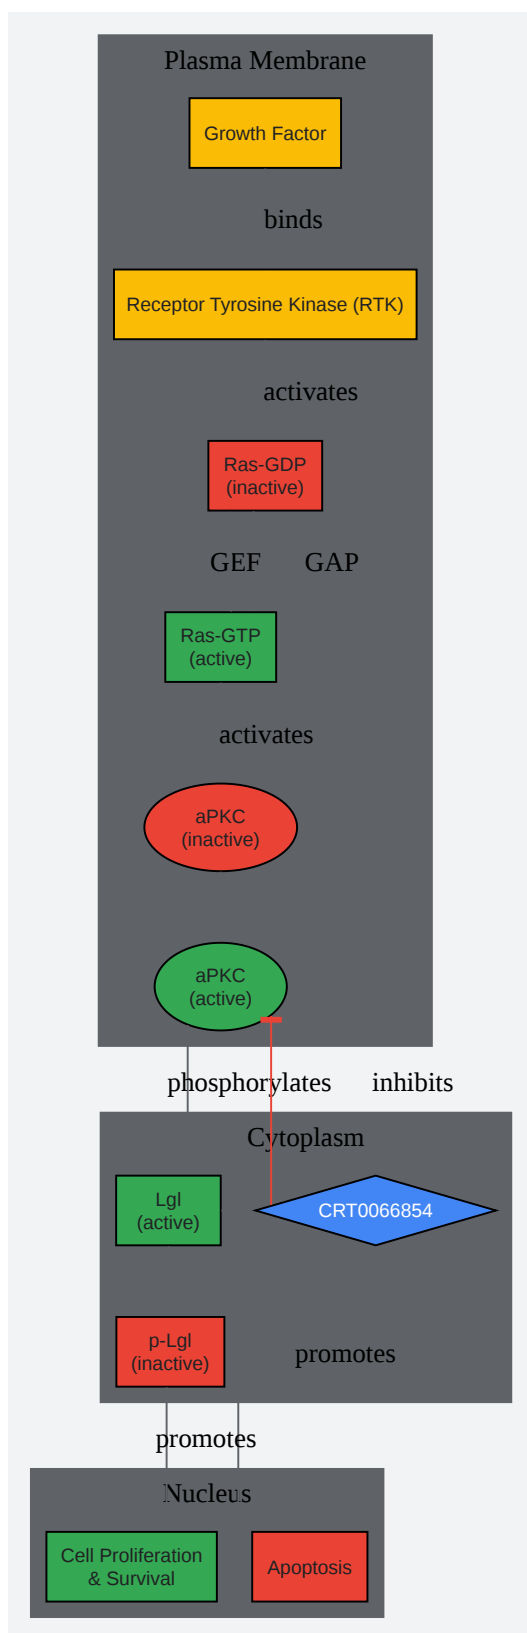 Plasma Membrane
Growth Factor
binds
Receptor Tyrosine Kinase (RTK)
activates
Ras-GDP
(inactive)
GEF
GAP
Ras-GTP
(active)
activates
aPKC
(inactive)
aPKC
(active)
phosphorylates
inhibits
Cytoplasm
Lgl
(active)
CRT0066854
p-Lgl
(inactive)
promotes
promotes
Nucleus
Cell Proliferation
& Survival
Apoptosis